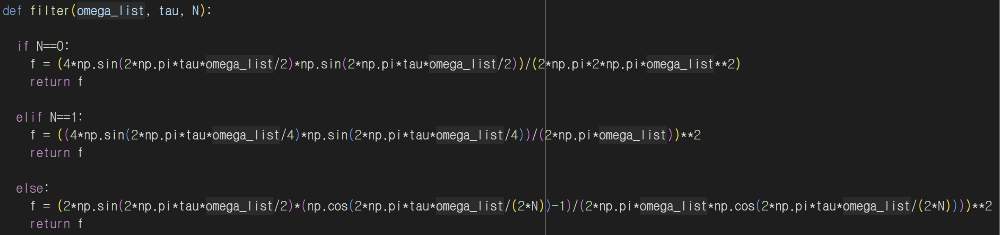 def filter(omega_list, tau, N):
if N==0:
f = (4*np.sin(2*np.pi*tau*omega_list/2)*np.sin(2*np.pi*tau*omega_list/2))/(2*np.pi*2*np.pi*omega_list**2)
return f
elif N==1:
f = ((4*np.sin(2*np.pi*tau*omega_list/4)*np.sin(2*np.pi*tau*omega_list/4))/(2*np.pi*omega_list))**2
return f
else:
f = (2*np.sin(2*np.pi*tau*omega_list/2)*(np.cos(2*np.pi*tau*omega_list/(2*N))-1)/(2*np.pi*omega_list*np.cos(2*np.pi*tau*omega_list/(2*N))))**2
return f